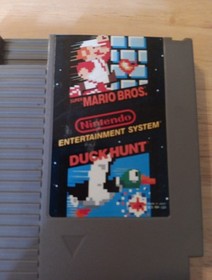 SUPER MARIO BROS.
Nintendo
ENTERTAINMENT SYSTEM
DUCK HUNT